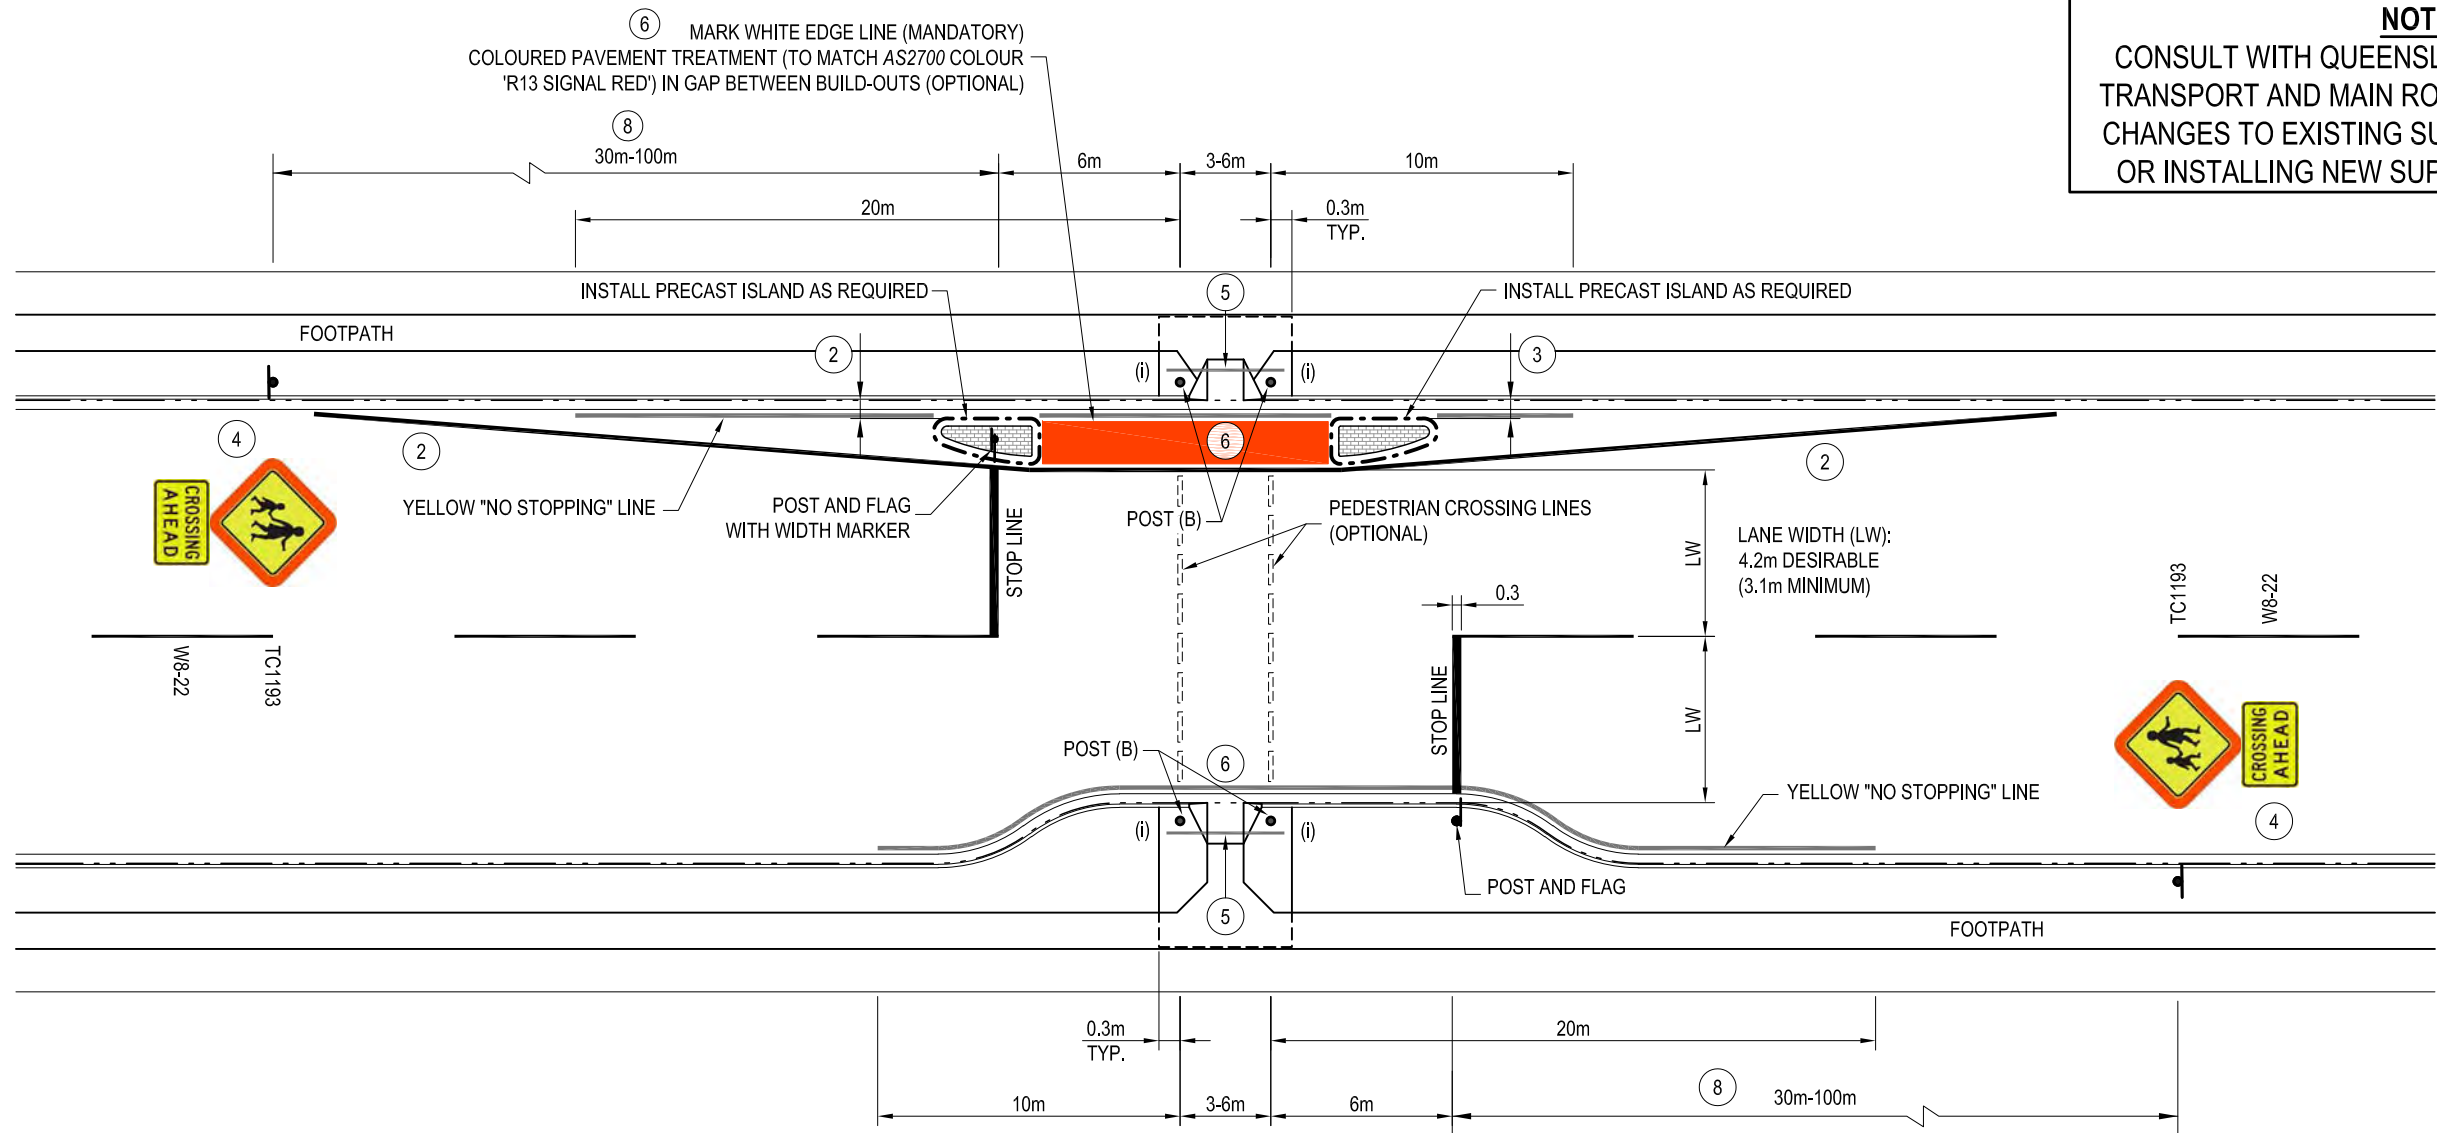 6
MARK WHITE EDGE LINE (MANDATORY)
COLOURED PAVEMENT TREATMENT (TO MATCH AS2700 COLOUR
'R13 SIGNAL RED') IN GAP BETWEEN BUILD-OUTS (OPTIONAL)
NOT
CONSULT WITH QUEENSL
TRANSPORT AND MAIN RO
CHANGES TO EXISTING SU
OR INSTALLING NEW SUP
8
30m-100m
6m
3-6m
10m
20m
0.3m
TYP.
INSTALL PRECAST ISLAND AS REQUIRED
5
INSTALL PRECAST ISLAND AS REQUIRED
FOOTPATH
2
(i)
(i)
3
4
2
6
2
CROSSING
AHEAD
YELLOW "NO STOPPING" LINE
POST AND FLAG
WITH WIDTH MARKER
STOP LINE
POST (B)
PEDESTRIAN CROSSING LINES
(OPTIONAL)
LW
LANE WIDTH (LW):
4.2m DESIRABLE
(3.1m MINIMUM)
0.3
TC1193
W8-22
W8-22
TC1193
STOP LINE
LW
CROSSING
AHEAD
POST (B)
6
YELLOW "NO STOPPING" LINE
4
(i)
(i)
POST AND FLAG
5
FOOTPATH
0.3m
TYP.
20m
8
30m-100m
10m
3-6m
6m